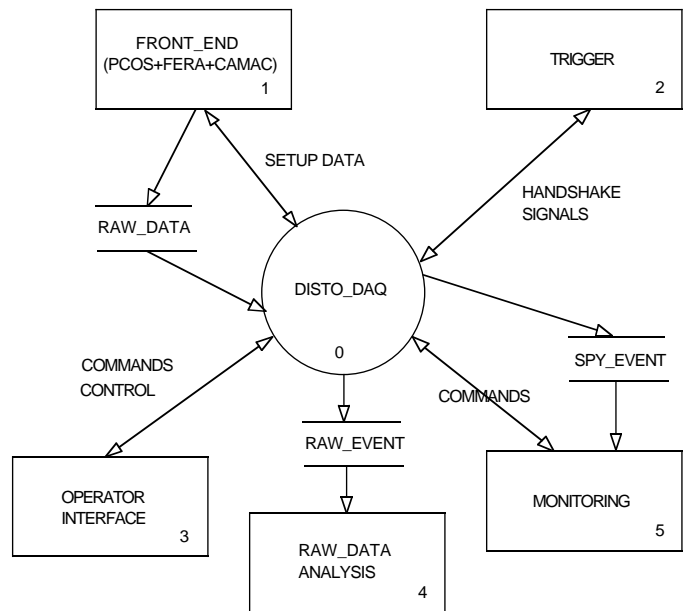 FRONT_END
(PCOS+FERA+CAMAC)
1
TRIGGER
2
SETUP DATA
HANDSHAKE
SIGNALS
RAW_DATA
DISTO_DAQ
0
COMMANDS
CONTROL
SPY_EVENT
COMMANDS
RAW_EVENT
OPERATOR
INTERFACE
3
MONITORING
5
RAW_DATA
ANALYSIS
4